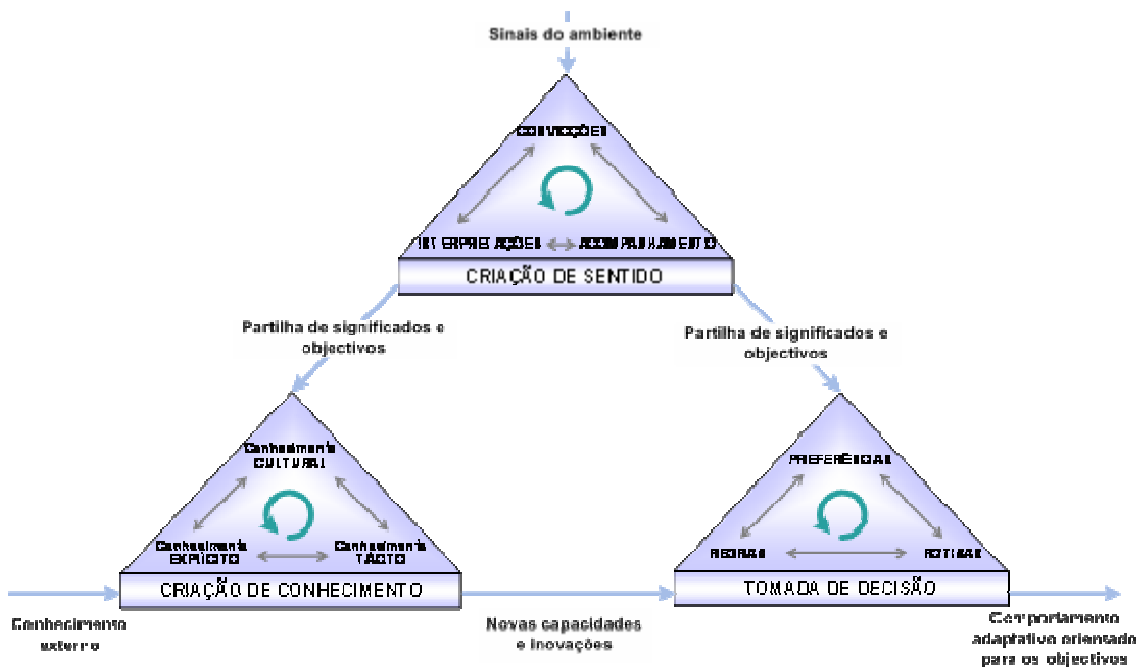 Sinais do ambiente
CONVICÇÕES
INTERPRETAÇÕES
ACOMPANHAMENTO
CRIAÇÃO DE SENTIDO
Partilha de significados e
objectivos
Partilha de significados e
objectivos
Conhecimento
CULTURAL
Conhecimento
EXPLÍCITO
Conhecimento
TÁCITO
CRIAÇÃO DE CONHECIMENTO
PREFERÊNCIAS
REGRAS
ROTINAS
TOMADA DE DECISÃO
Conhecimento
externo
Novas capacidades
e inovações
Comportamento
adaptativo orientado
para os objectivos